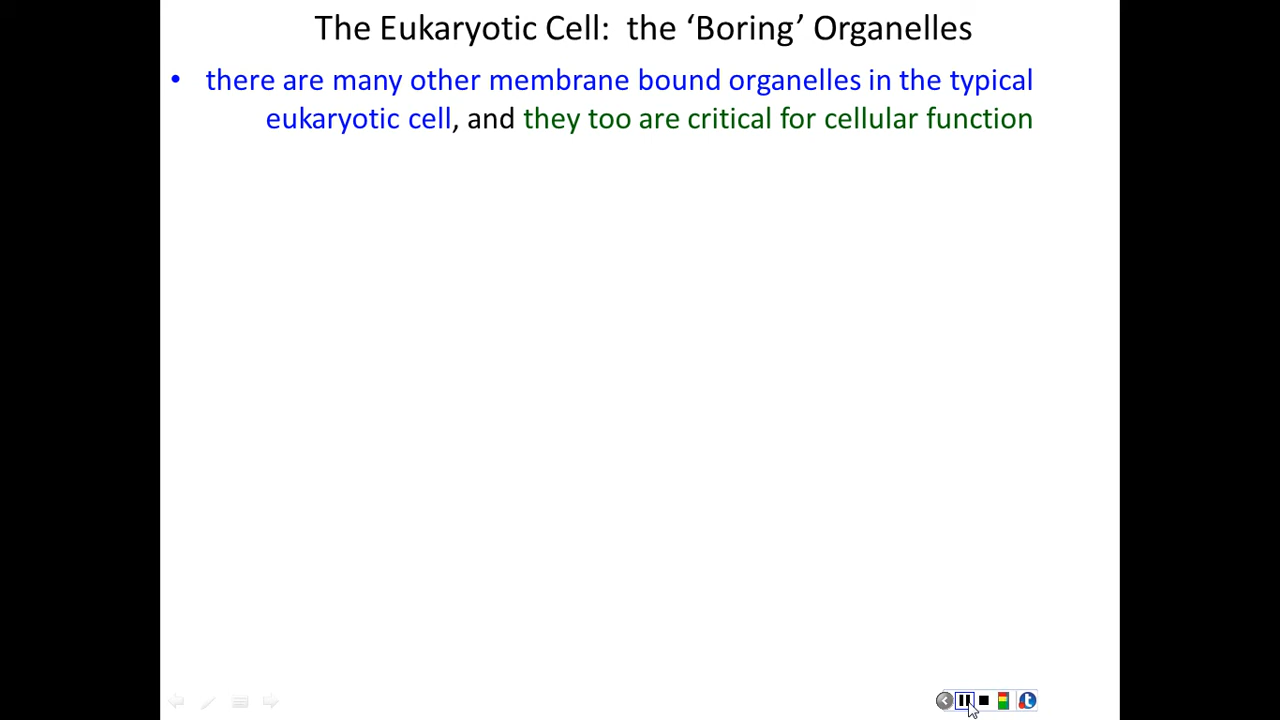 The Eukaryotic Cell:  the ‘Boring’ Organelles
• there are many other membrane bound organelles in the typical
eukaryotic cell, and they too are critical for cellular function